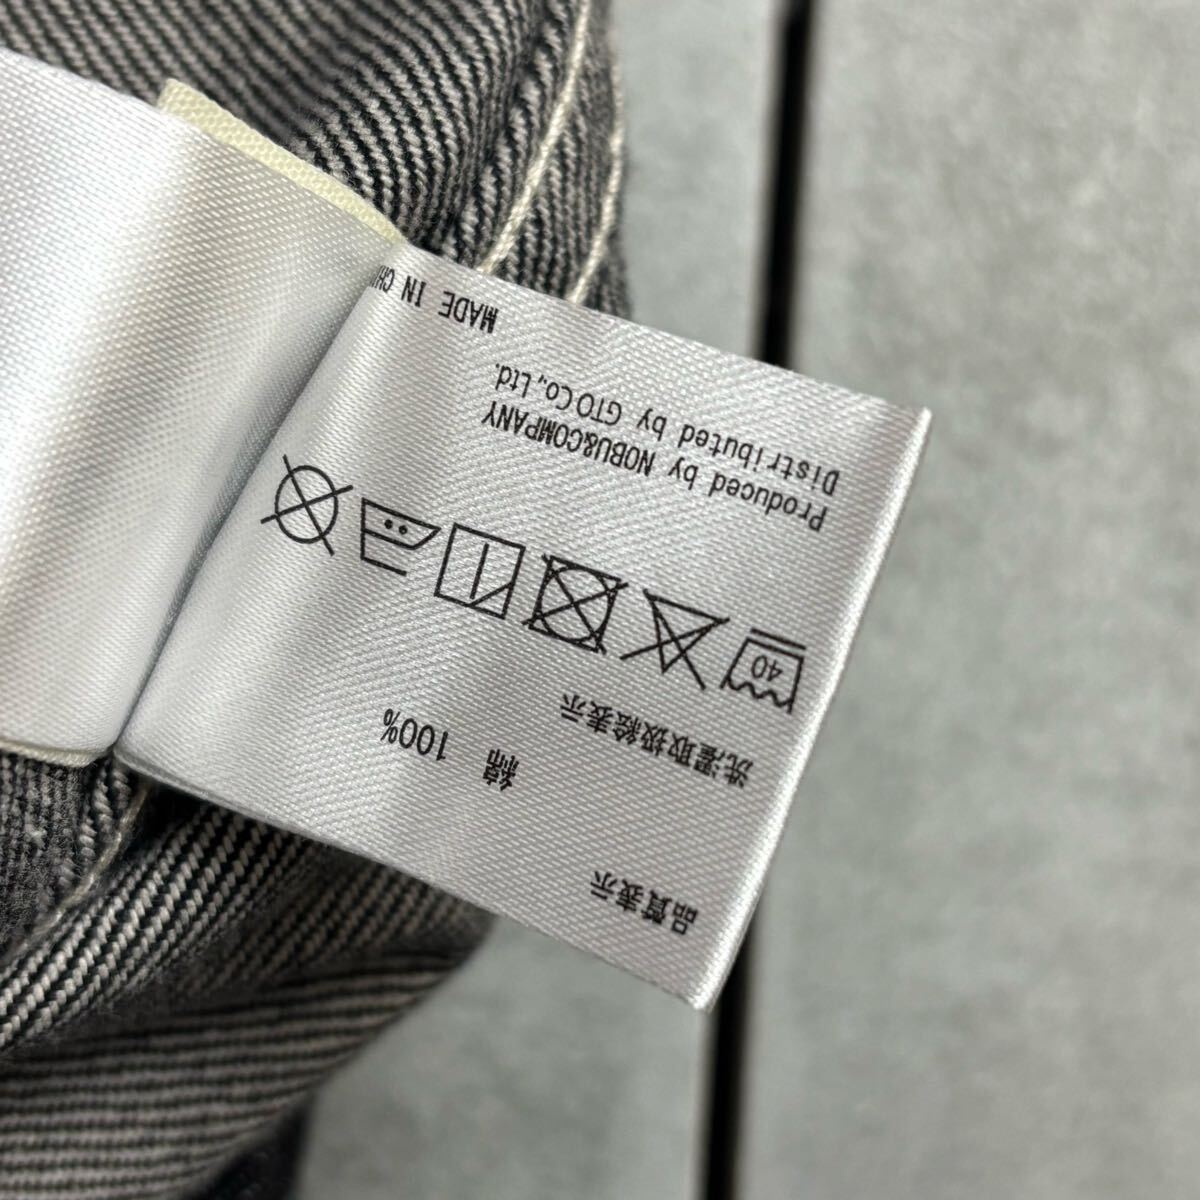 品質表示
綿 100%
洗濯取扱絵表示
40
Produced by NOBU&COMPANY
Distributed by GTO Co.,Ltd.
MADE IN